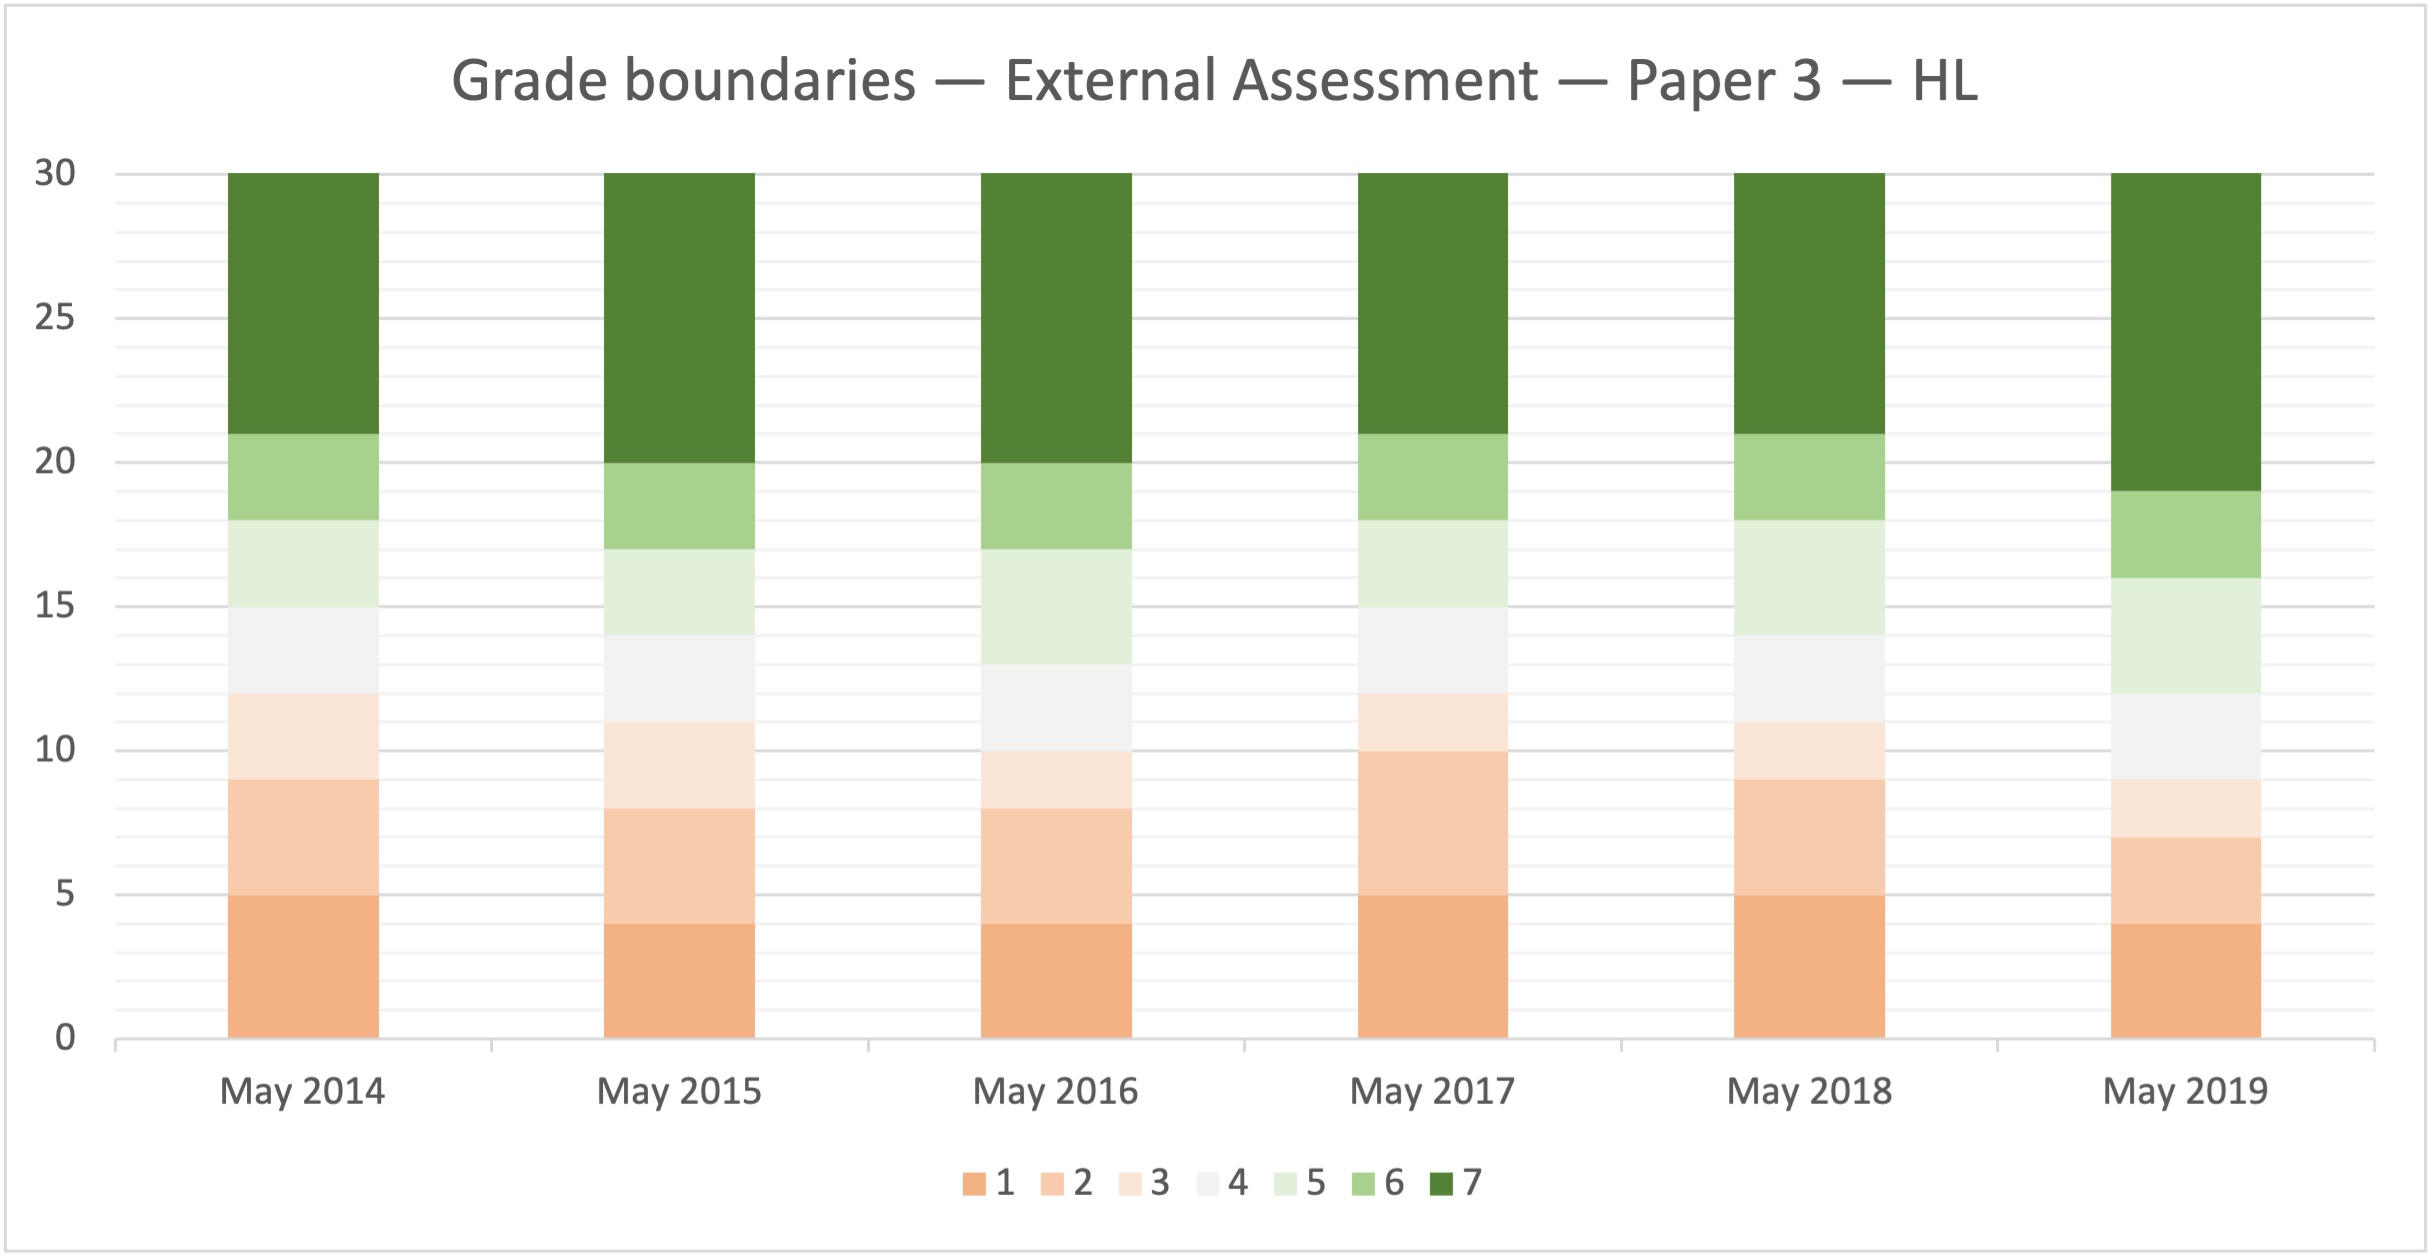 Grade boundaries — External Assessment — Paper 3 — HL
30
25
20
15
10
5
0
May 2014 May 2015 May 2016 May 2017 May 2018 May 2019
1 2 3 4 5 6 7